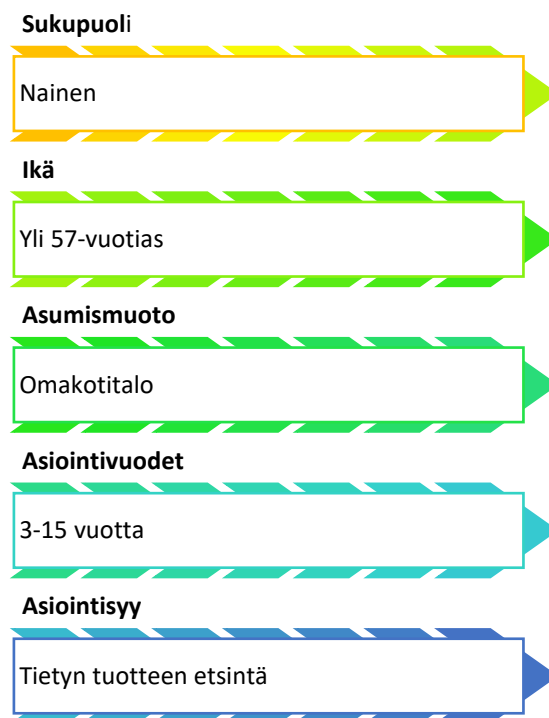 Sukupuoli
Nainen
Ikä
Yli 57-vuotias
Asumismuoto
Omakotitalo
Asiointivuodet
3-15 vuotta
Asiointisyy
Tietyn tuotteen etsintä